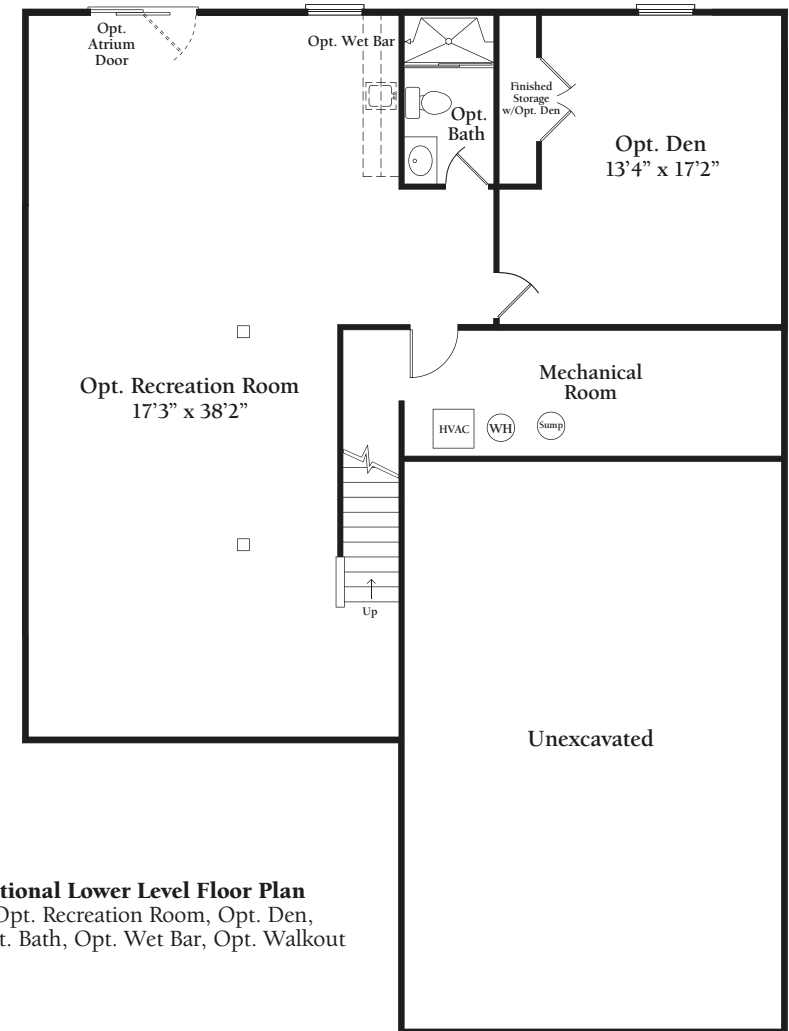 Opt.
Atrium
Door
Opt. Wet Bar
Opt.
Bath
Finished
Storage
w/Opt. Den
Opt. Den
13’4” x 17’2”
Opt. Recreation Room
17’3” x 38’2”
Mechanical
Room
HVAC
WH
Sump
Up
Unexcavated
tional Lower Level Floor Plan
Opt. Recreation Room, Opt. Den,
t. Bath, Opt. Wet Bar, Opt. Walkout